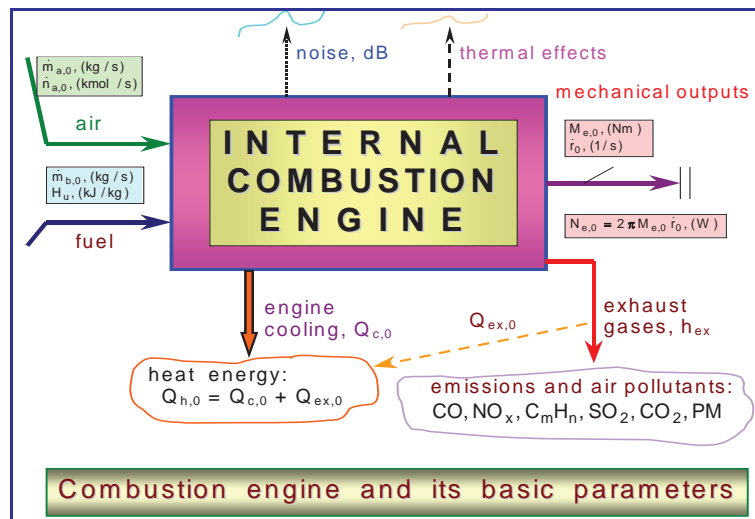 noise, dB
thermal effects
ṁa,0, (kg / s)
ṅa,0, (kmol / s)
air
mechanical outputs
Me,0, (Nm)
ṙ0, (1/s)
ṁb,0, (kg / s)
Hu, (kJ / kg)
fuel
INTERNAL
COMBUSTION
ENGINE
Ne,0 = 2 π Me,0 ṙ0, (W)
engine
cooling, Qc,0
Qex,0
exhaust
gases, hex
heat energy:
Qh,0 = Qc,0 + Qex,0
emissions and air pollutants:
CO, NOx, CmHn, SO2, CO2, PM
Combustion engine and its basic parameters